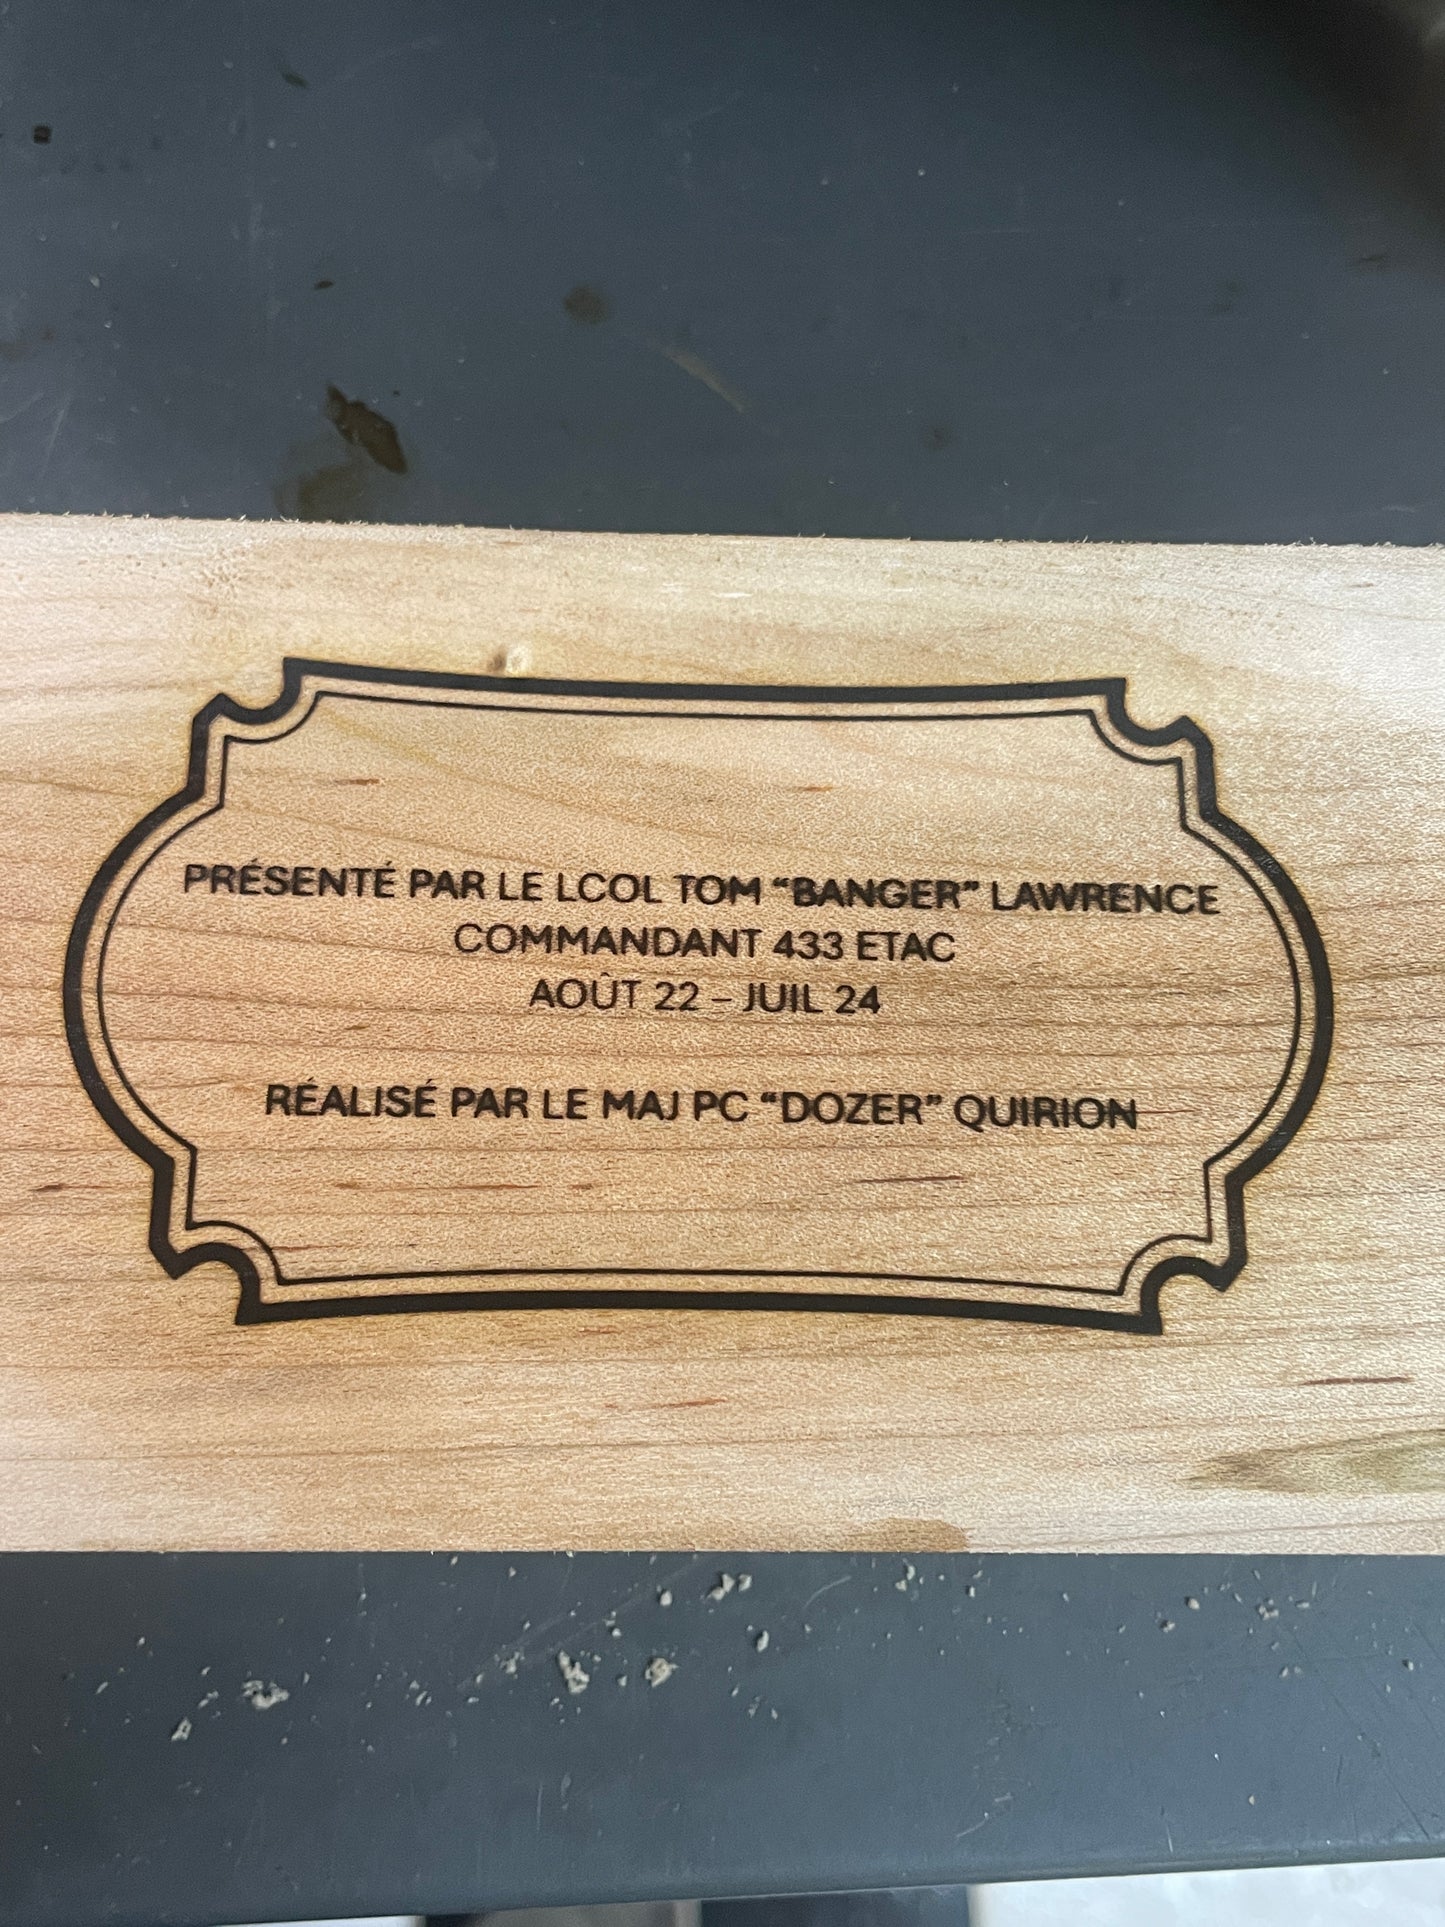 PRÉSENTÉ PAR LE LCOL TOM “BANGER” LAWRENCE
COMMANDANT 433 ETAC
AOÛT 22 – JUIL 24
RÉALISÉ PAR LE MAJ PC “DOZER” QUIRION